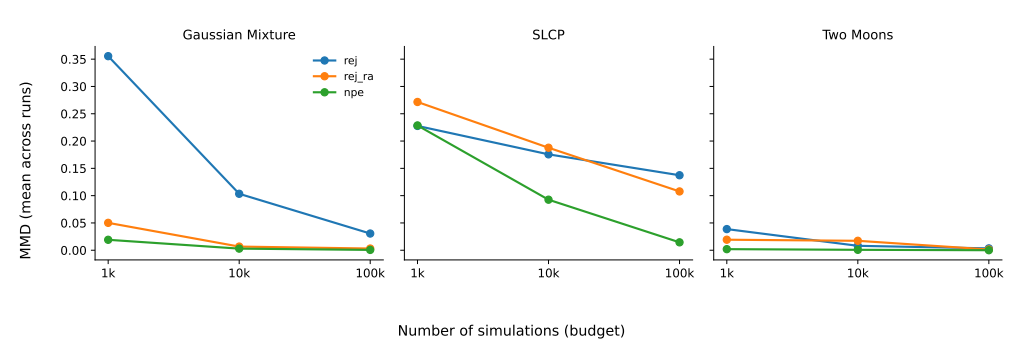 Gaussian Mixture
SLCP
Two Moons
MMD (mean across runs)
0.35
0.30
0.25
0.20
0.15
0.10
0.05
0.00
rej
rej_ra
npe
1k 10k 100k
1k 10k 100k
1k 10k 100k
Number of simulations (budget)